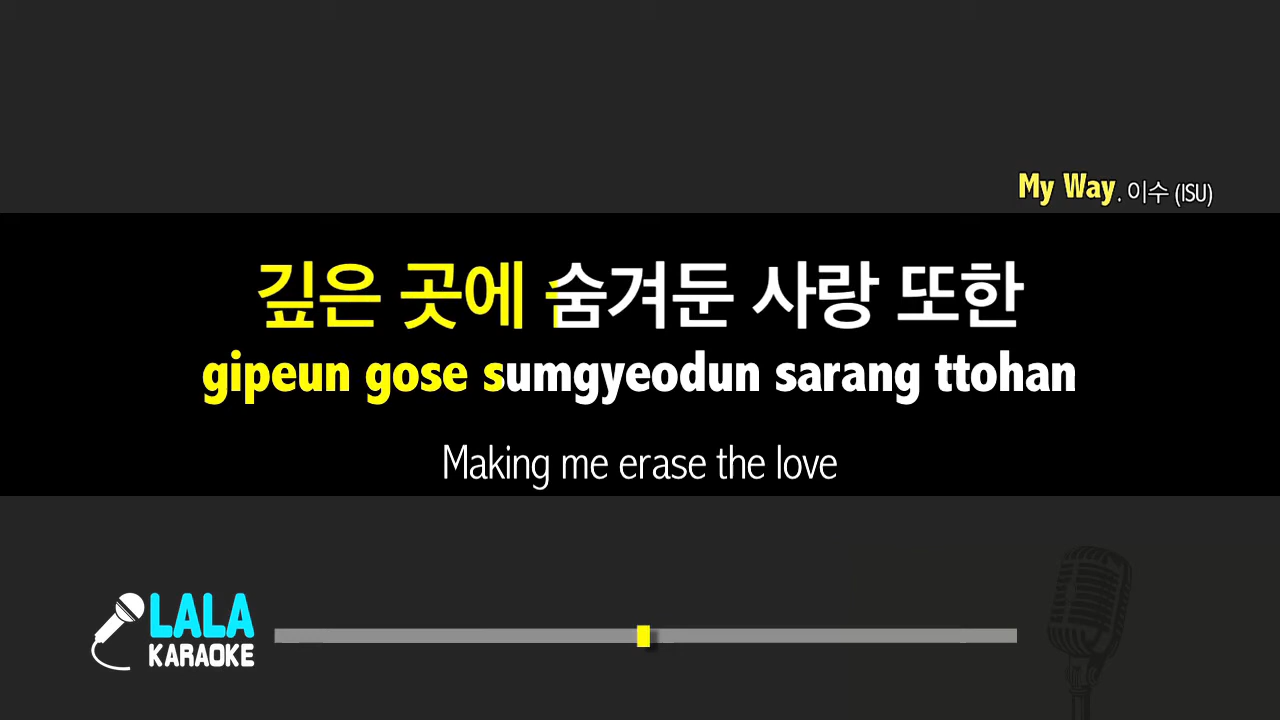 My Way. 이수 (ISU)
깊은 곳에 숨겨둔 사랑 또한
gipeun gose sumgyeodun sarang ttohan
Making me erase the love
LALA
KARAOKE